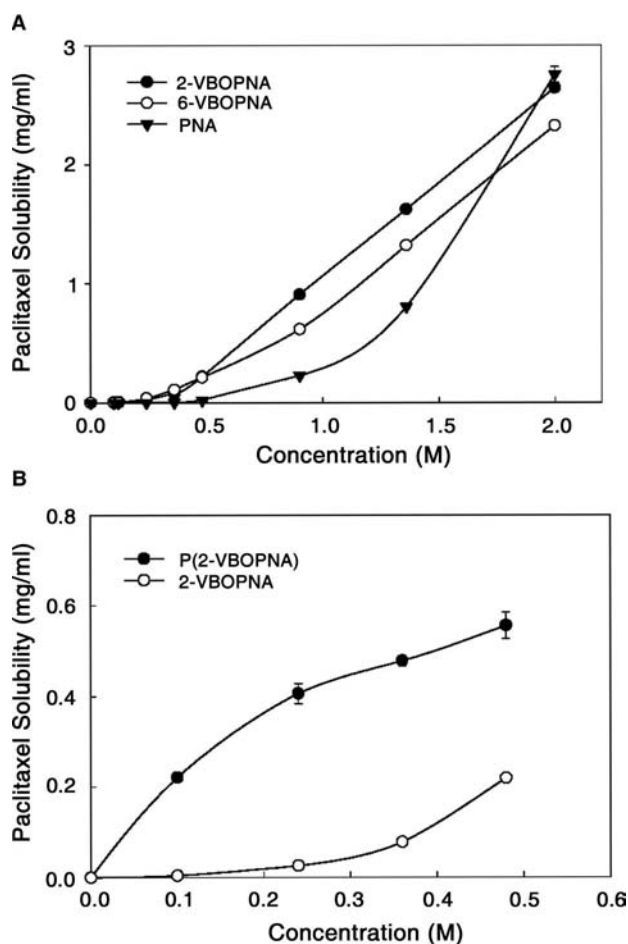 A
Paclitaxel Solubility (mg/ml)
3
2
1
0
2-VBOPNA
6-VBOPNA
PNA
0.0 0.5 1.0 1.5 2.0
Concentration (M)
B
Paclitaxel Solubility (mg/ml)
0.8
0.6
0.4
0.2
0.0
P(2-VBOPNA)
2-VBOPNA
0.0 0.1 0.2 0.3 0.4 0.5 0.6
Concentration (M)